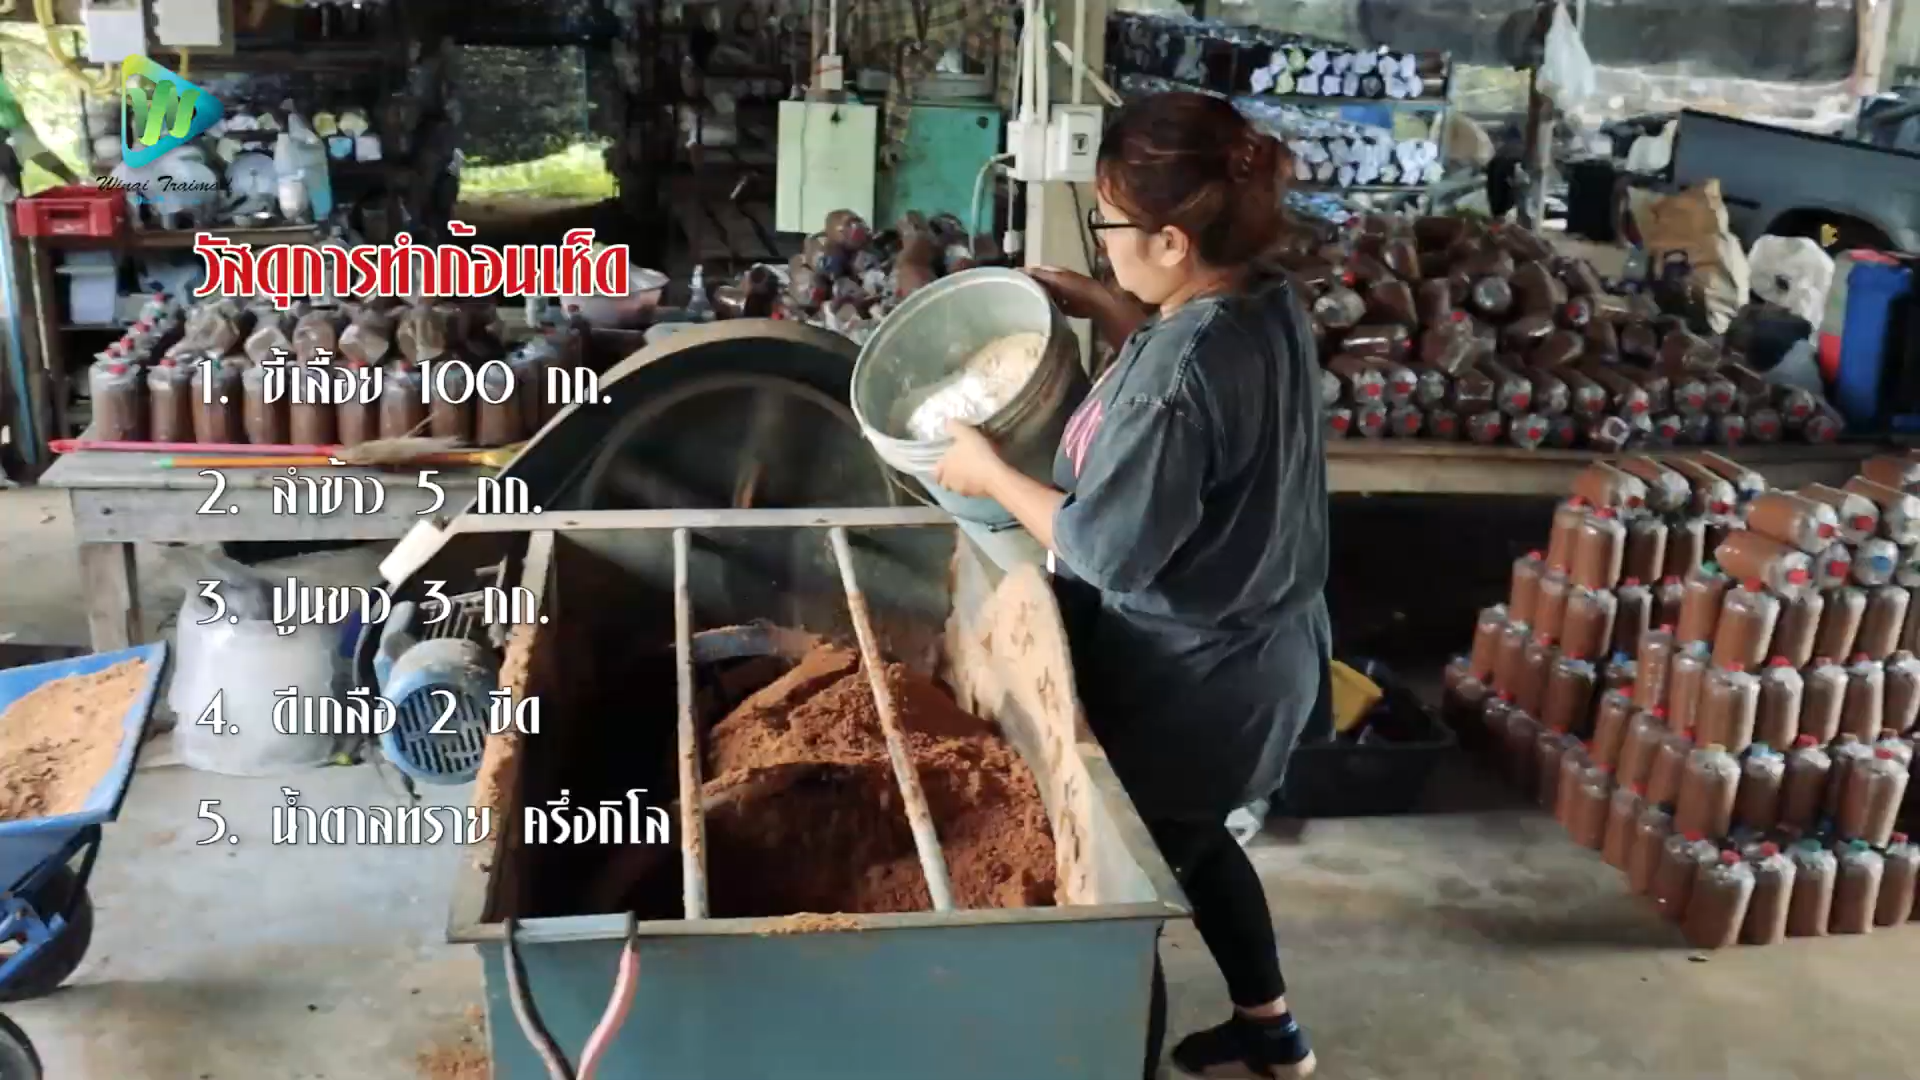 Winai Traimat
วัสดุการทำก้อนเห็ด
1. ขี้เลื้อย 100 กก.
2. ลำข้าว 5 กก.
3. ปูนขาว 3 กก.
4. ดีเกลือ 2 ขีด
5. น้ำตาลทราย ครึ่งกิโล